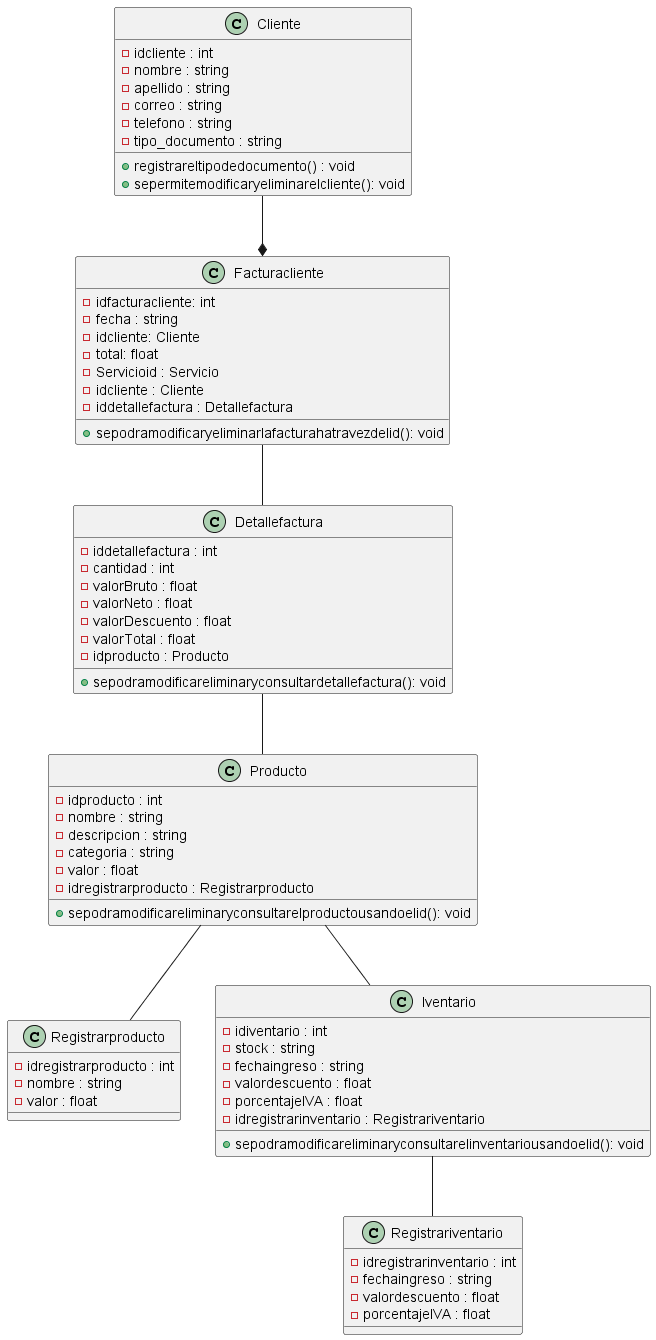 C Cliente
idcliente : int
nombre : string
apellido : string
correo : string
telefono : string
tipo_documento : string
registrareltipodedocumento() : void
sepermitemodificaryeliminarelcliente(): void
C Facturacliente
idfacturacliente: int
fecha : string
idcliente: Cliente
total: float
Servicioid : Servicio
idcliente : Cliente
iddetallefactura : Detallefactura
sepodramodificaryeliminarlafacturahatravezdelid(): void
C Detallefactura
iddetallefactura : int
cantidad : int
valorBruto : float
valorNeto : float
valorDescuento : float
valorTotal : float
idproducto : Producto
sepodramodificareliminaryconsultardetallefactura(): void
C Producto
idproducto : int
nombre : string
descripcion : string
categoria : string
valor : float
idregistrarproducto : Registrarproducto
sepodramodificareliminaryconsultarelproductousandoelid(): void
C Registrarproducto
idregistrarproducto : int
nombre : string
valor : float
C Iventario
idiventario : int
stock : string
fechaingreso : string
valordescuento : float
porcentajeIVA : float
idregistrarinventario : Registrariventario
sepodramodificareliminaryconsultarelinventariousandoelid(): void
C Registrariventario
idregistrarinventario : int
fechaingreso : string
valordescuento : float
porcentajeIVA : float